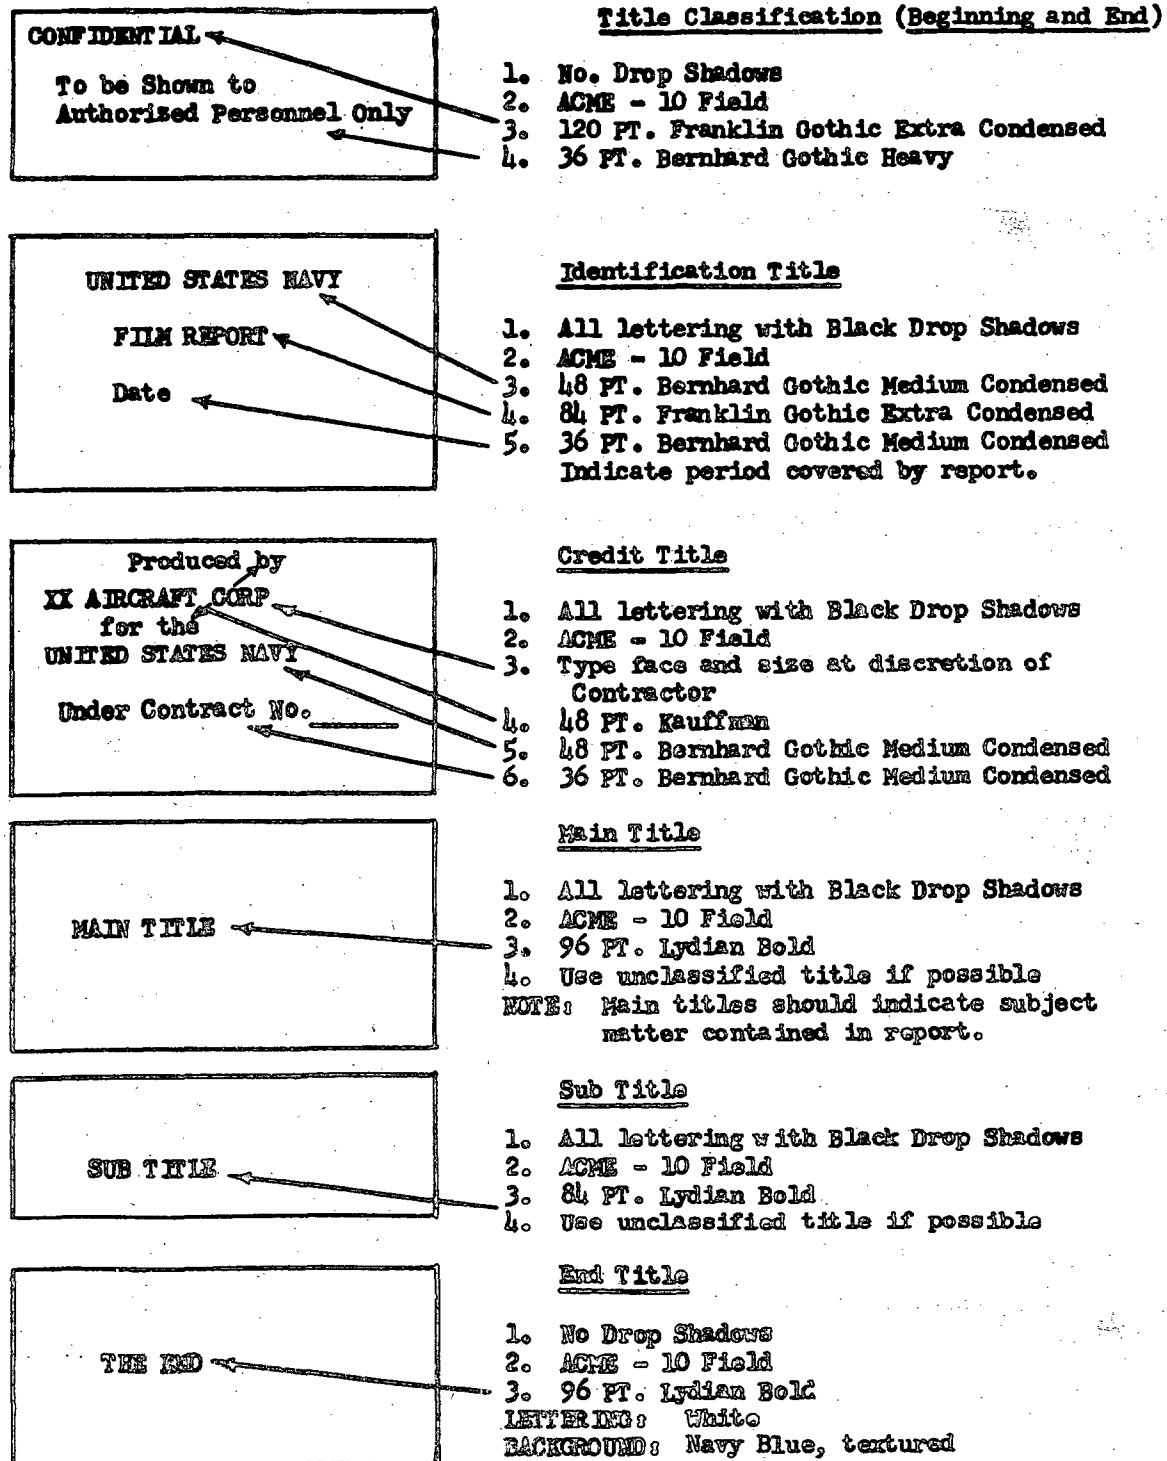 CONFIDENTIAL
To be Shown to
Authorized Personnel Only
Title Classification (Beginning and End)
1. No. Drop Shadows
2. ACME - 10 Field
3. 120 PT. Franklin Gothic Extra Condensed
4. 36 PT. Bernhard Gothic Heavy
UNITED STATES NAVY
FILM REPORT
Date
Identification Title
1. All lettering with Black Drop Shadows
2. ACME - 10 Field
3. 48 PT. Bernhard Gothic Medium Condensed
4. 84 PT. Franklin Gothic Extra Condensed
5. 36 PT. Bernhard Gothic Medium Condensed
Indicate period covered by report.
Produced by
XX AIRCRAFT CORP
for the
UNITED STATES NAVY
Under Contract No.
Credit Title
1. All lettering with Black Drop Shadows
2. ACME - 10 Field
3. Type face and size at discretion of
Contractor
4. 48 PT. Kauffman
5. 48 PT. Bernhard Gothic Medium Condensed
6. 36 PT. Bernhard Gothic Medium Condensed
MAIN TITLE
Main Title
1. All lettering with Black Drop Shadows
2. ACME - 10 Field
3. 96 PT. Lydian Bold
4. Use unclassified title if possible
NOTE: Main titles should indicate subject
matter contained in report.
SUB TITLE
Sub Title
1. All lettering with Black Drop Shadows
2. ACME - 10 Field
3. 84 PT. Lydian Bold
4. Use unclassified title if possible
THE END
End Title
1. No Drop Shadows
2. ACME - 10 Field
3. 96 PT. Lydian Bold
LETTERING: White
BACKGROUND: Navy Blue, textured